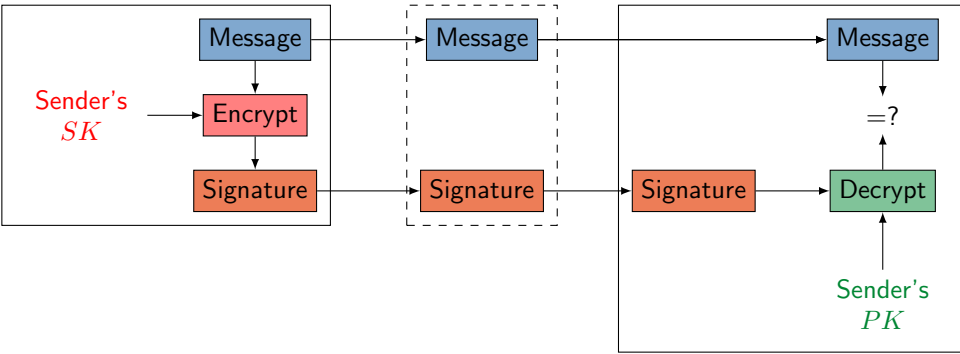 Message
Message
Message
Sender's
SK
Encrypt
=?
Signature
Signature
Signature
Decrypt
Sender's
PK